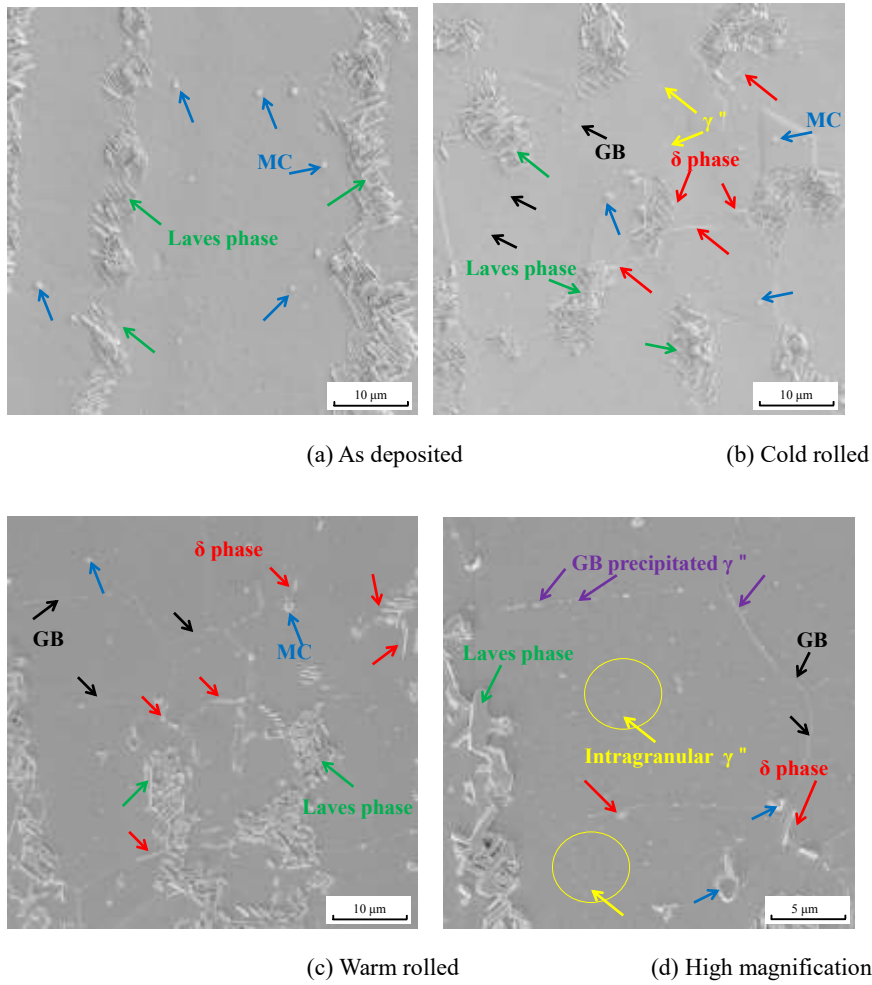 MC
Laves phase
10 μm
γ "
MC
GB
δ phase
Laves phase
10 μm
(a) As deposited
(b) Cold rolled
δ phase
GB
MC
Laves phase
10 μm
GB precipitated γ "
GB
Laves phase
Intragranular γ "
δ phase
5 μm
(c) Warm rolled
(d) High magnification